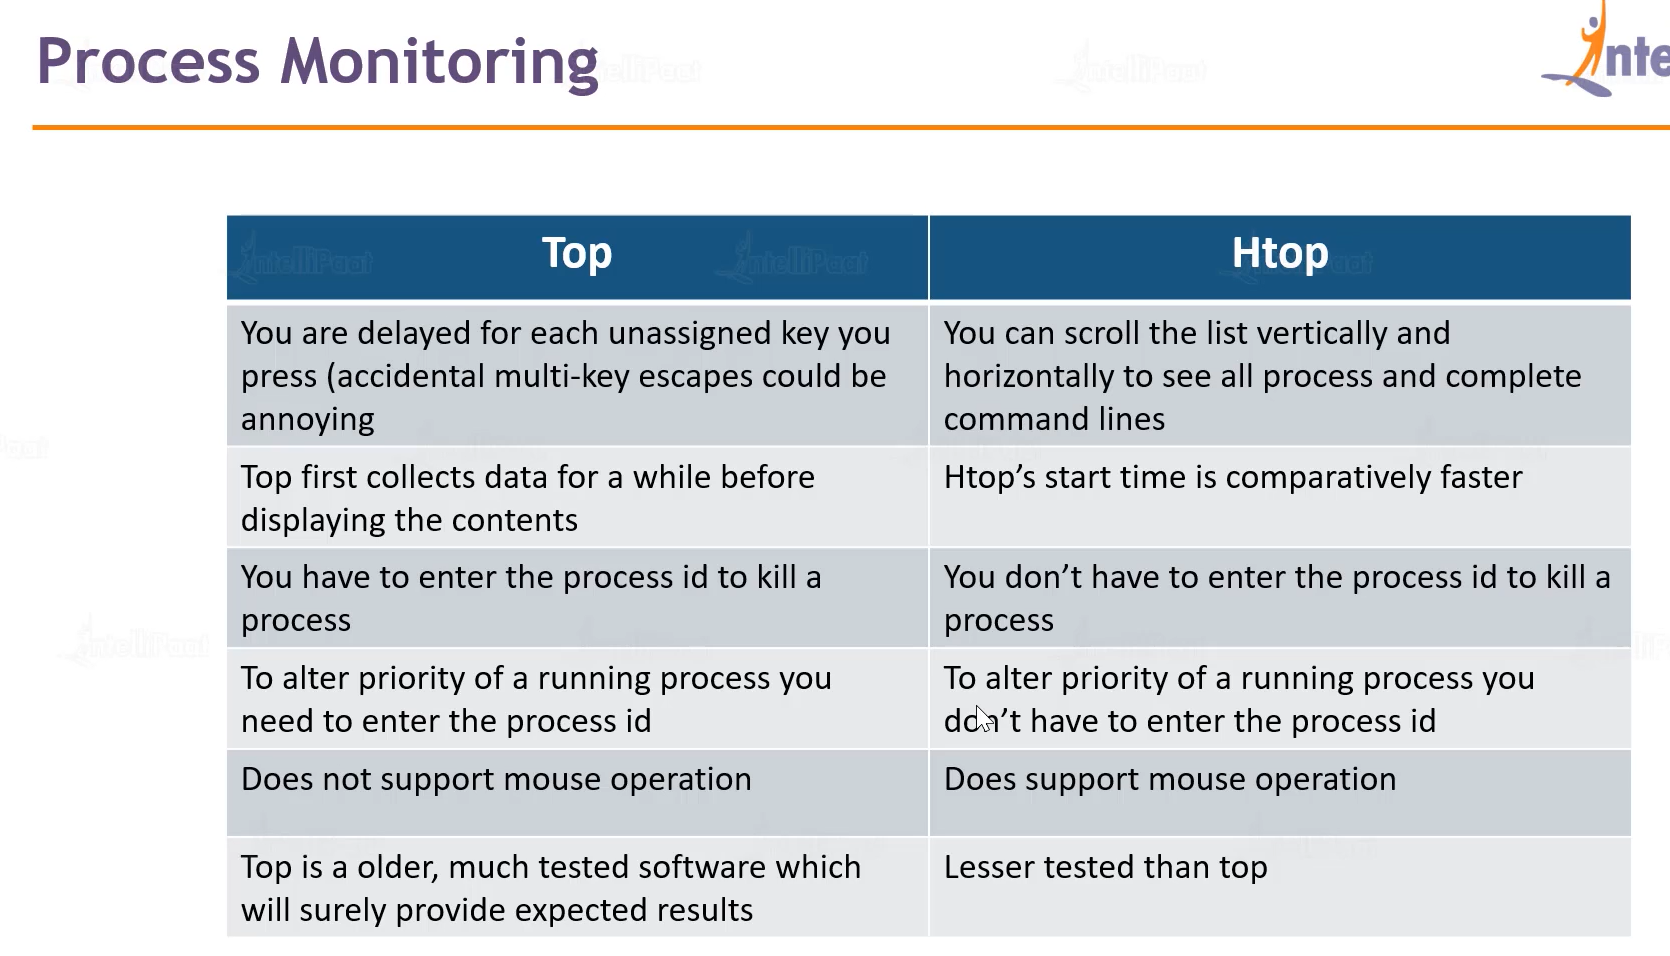 Process Monitoring
nte
Top
Htop
You are delayed for each unassigned key you
press (accidental multi-key escapes could be
annoying
You can scroll the list vertically and
horizontally to see all process and complete
command lines
Top first collects data for a while before
displaying the contents
Htop’s start time is comparatively faster
You have to enter the process id to kill a
process
You don’t have to enter the process id to kill a
process
To alter priority of a running process you
need to enter the process id
To alter priority of a running process you
don’t have to enter the process id
Does not support mouse operation
Does support mouse operation
Top is a older, much tested software which
will surely provide expected results
Lesser tested than top